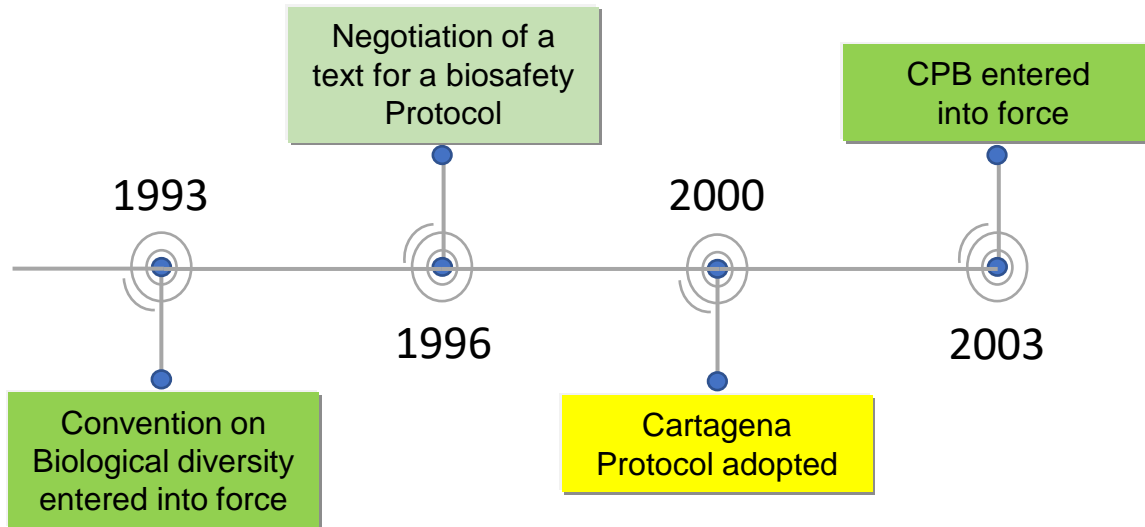 Negotiation of a
text for a biosafety
Protocol
CPB entered
into force
1993
2000
1996
2003
Convention on
Biological diversity
entered into force
Cartagena
Protocol adopted